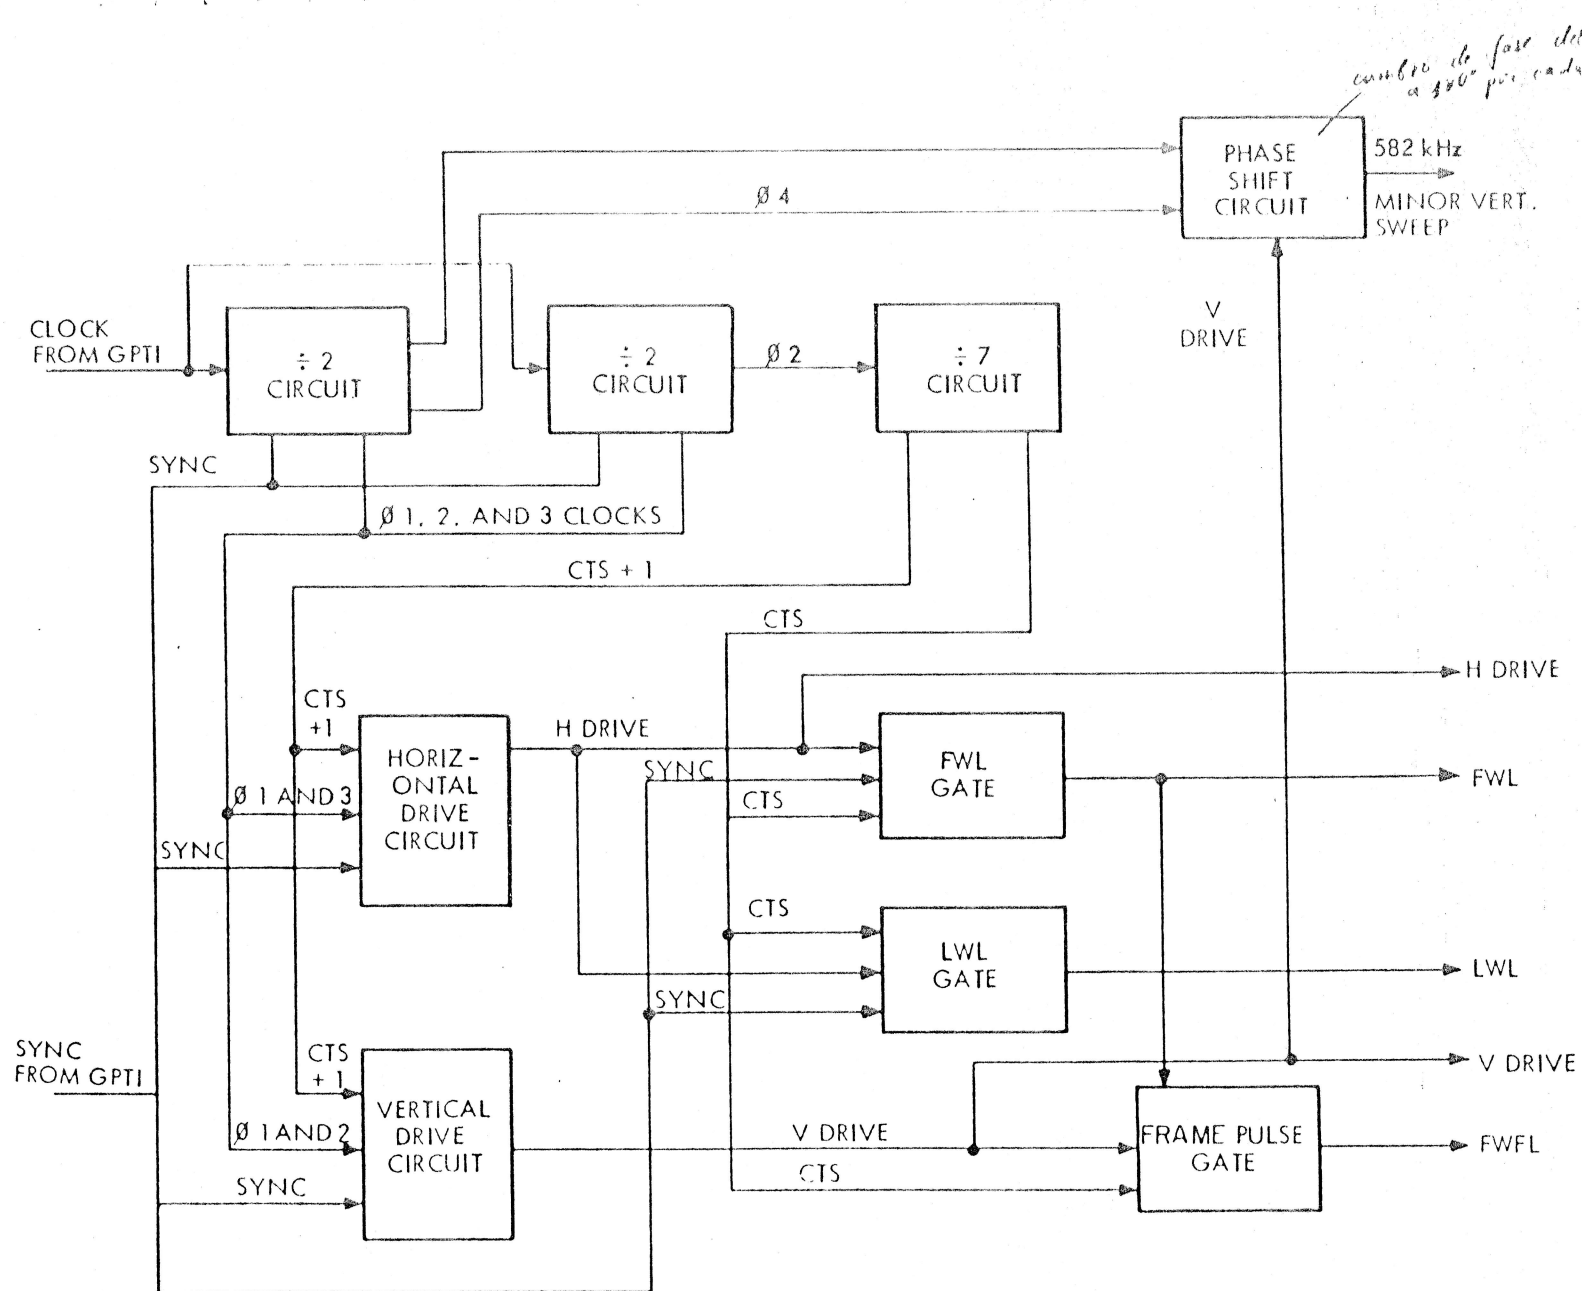 cambio de fase de
a 180° por cada
PHASE
SHIFT
CIRCUIT
582 kHz
MINOR VERT.
SWEEP
Ø 4
CLOCK
FROM GPTI
÷ 2
CIRCUIT
÷ 2
CIRCUIT
Ø 2
÷ 7
CIRCUIT
V
DRIVE
SYNC
Ø 1, 2, AND 3 CLOCKS
CTS + 1
CTS
H DRIVE
CTS
+1
HORIZ-
ONTAL
DRIVE
CIRCUIT
Ø 1 AND 3
SYNC
H DRIVE
SYNC
CTS
FWL
GATE
FWL
CTS
LWL
GATE
SYNC
LWL
SYNC
FROM GPTI
CTS
+ 1
VERTICAL
DRIVE
CIRCUIT
Ø 1 AND 2
SYNC
V DRIVE
CTS
V DRIVE
FRAME PULSE
GATE
FWFL